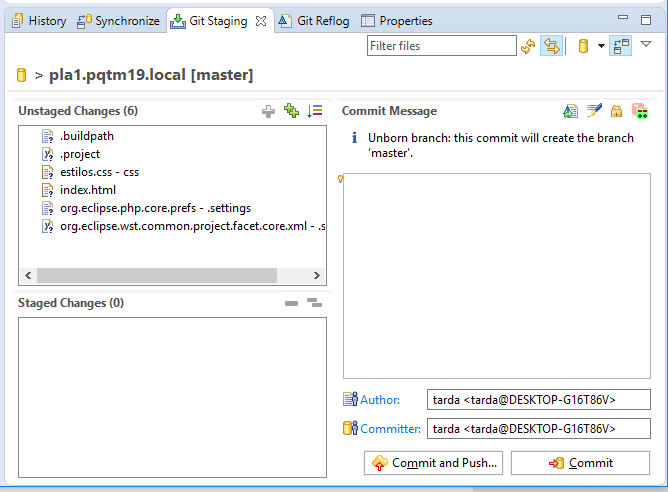 History
Synchronize
Git Staging
Git Reflog
Properties
Filter files
> pla1.pqtm19.local [master]
Unstaged Changes (6)
.buildpath
.project
estilos.css - css
index.html
org.eclipse.php.core.prefs - .settings
org.eclipse.wst.common.project.facet.core.xml - .s
Staged Changes (0)
Commit Message
Unborn branch: this commit will create the branch
'master'.
Author:
tarda <tarda@DESKTOP-G16T86V>
Committer:
tarda <tarda@DESKTOP-G16T86V>
Commit and Push...
Commit